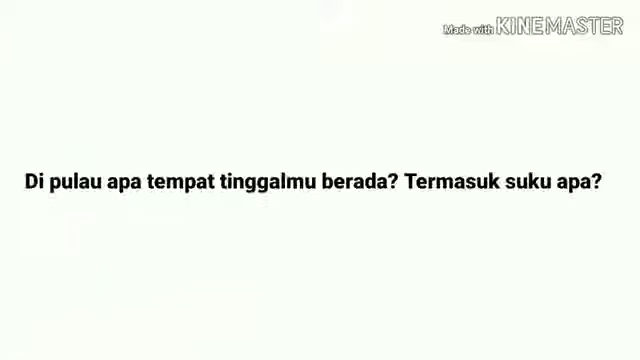 Made with KINEMASTER
Di pulau apa tempat tinggalmu berada? Termasuk suku apa?